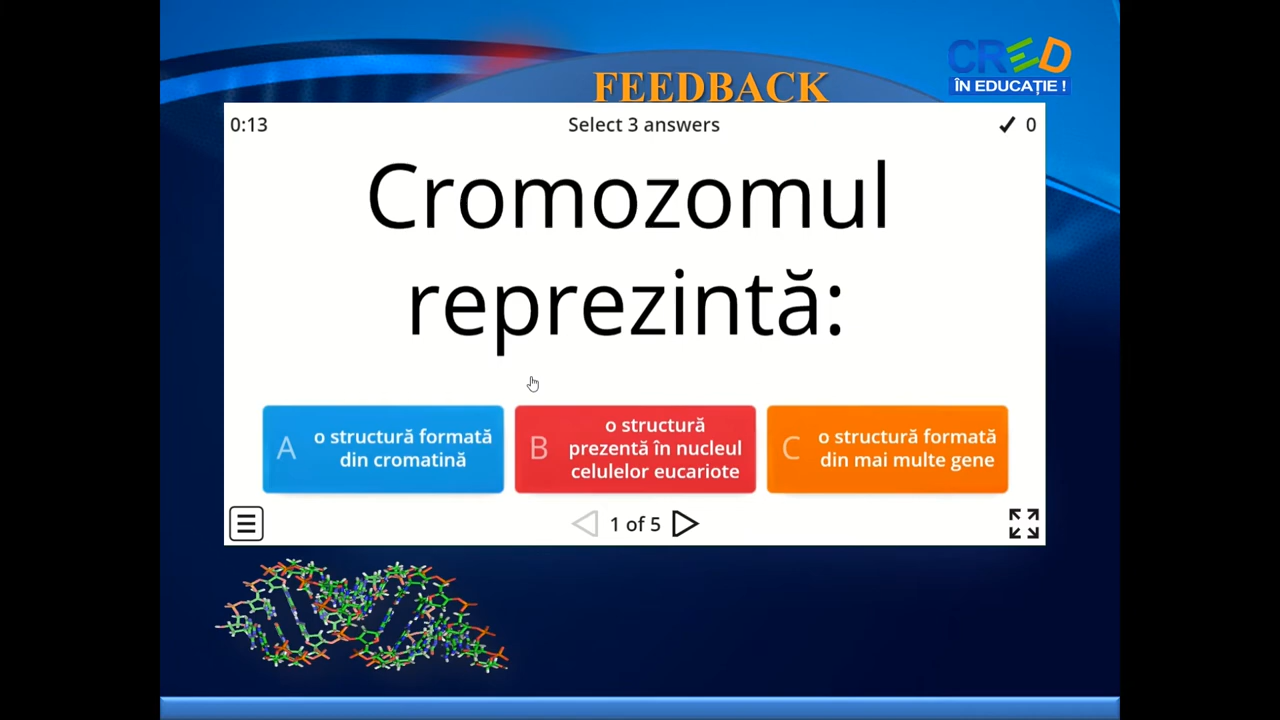 CRED
ÎN EDUCAȚIE !
FEEDBACK
0:13
Select 3 answers
✓ 0
Cromozomul
reprezintă:
A
o structură formată
din cromatină
B
o structură
prezentă în nucleul
celulelor eucariote
C
o structură formată
din mai multe gene
1 of 5